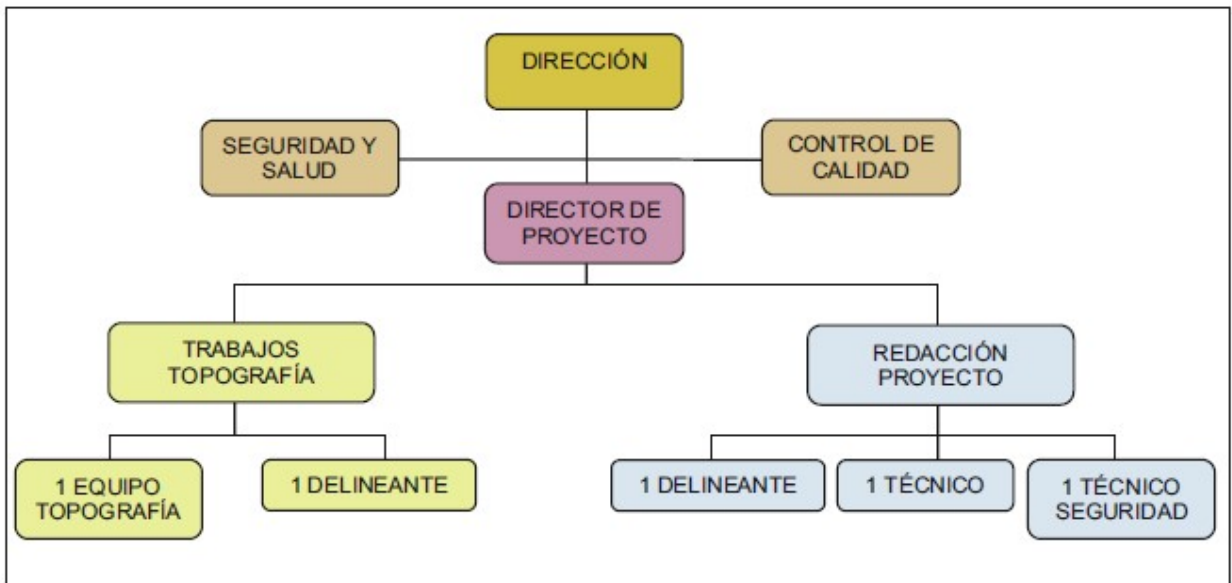 DIRECCIÓN
SEGURIDAD Y
SALUD
CONTROL DE
CALIDAD
DIRECTOR DE
PROYECTO
TRABAJOS
TOPOGRAFÍA
REDACCIÓN
PROYECTO
1 EQUIPO
TOPOGRAFÍA
1 DELINEANTE
1 DELINEANTE
1 TÉCNICO
1 TÉCNICO
SEGURIDAD